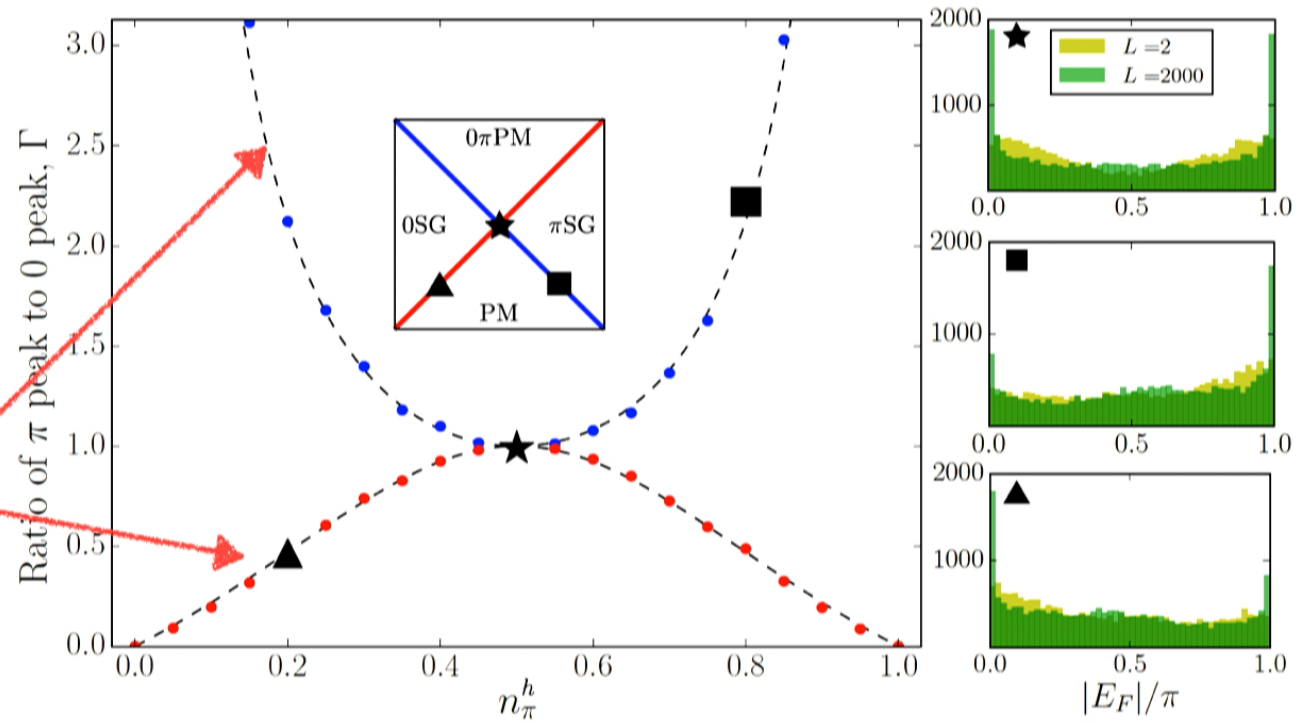 Ratio of π peak to 0 peak, Γ
3.0
2.5
2.0
1.5
1.0
0.5
0.0
0.0 0.2 0.4 0.6 0.8 1.0
n_π^h
0πPM
0SG πSG
PM
2000
1000
L =2
L =2000
0.0 0.5 1.0
2000
1000
0.0 0.5 1.0
2000
1000
0.0 0.5 1.0
|E_F|/π